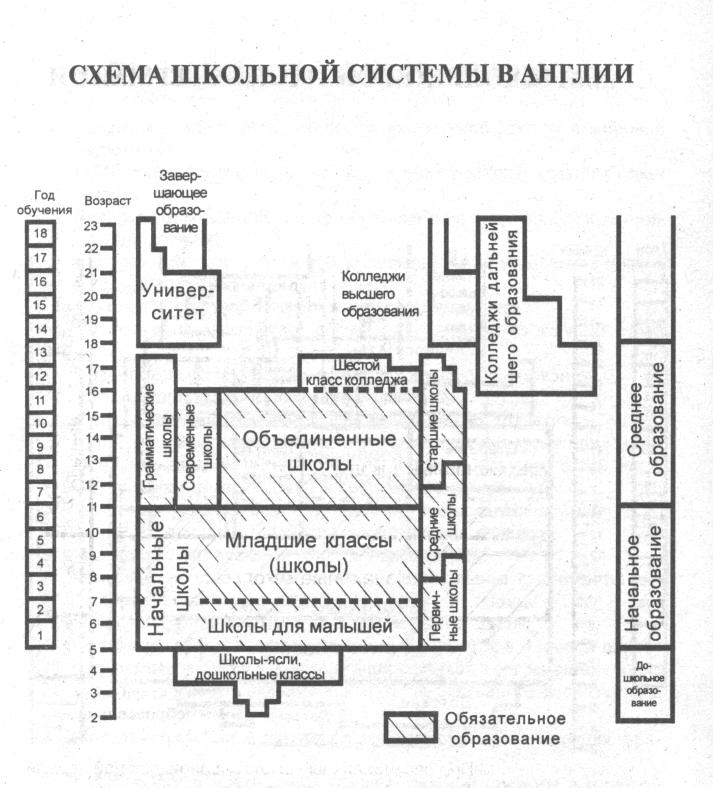 СХЕМА ШКОЛЬНОЙ СИСТЕМЫ В АНГЛИИ
Год
обучения
Возраст
18
17
16
15
14
13
12
11
10
9
8
7
6
5
4
3
2
1
23
22
21
20
19
18
17
16
15
14
13
12
11
10
9
8
7
6
5
4
3
2
Завер-
шающее
образо-
вание
Универ-
ситет
Колледжи
высшего
образования
Колледжи дальней
шего образования
Шестой
класс колледжа
Грамматические
школы
Современные
школы
Объединенные
школы
Старшие школы
Средние
школы
Первич-
ные школы
Начальные
школы
Младшие классы
(школы)
Школы для малышей
Школы-ясли,
дошкольные классы
Среднее
образование
Начальное
образование
До-
школьное
образо-
вание
Обязательное
образование